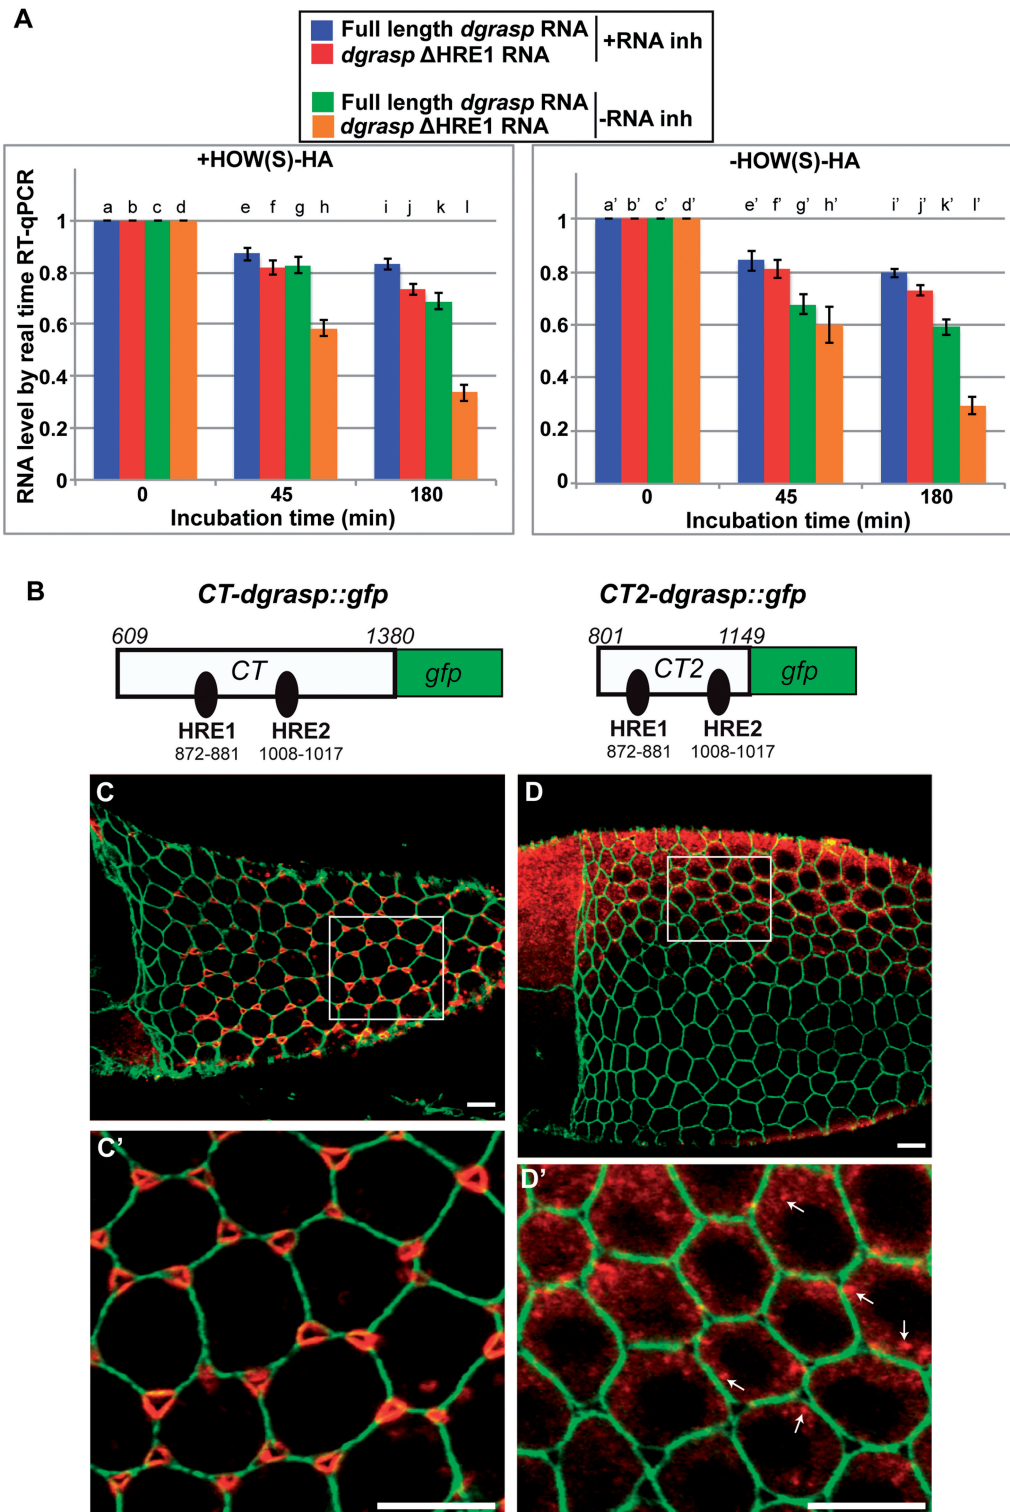 A
Full length dgrasp RNA
dgrasp ΔHRE1 RNA
+RNA inh
Full length dgrasp RNA
dgrasp ΔHRE1 RNA
-RNA inh
+HOW(S)-HA
RNA level by real time RT-qPCR
1
0.8
0.6
0.4
0.2
0
a b c d e f g h i j k l
0 45 180
Incubation time (min)
-HOW(S)-HA
1
0.8
0.6
0.4
0.2
0
a' b' c' d' e' f' g' h' i' j' k' l'
0 45 180
Incubation time (min)
B
CT-dgrasp::gfp
609 1380
CT gfp
HRE1 HRE2
872-881 1008-1017
CT2-dgrasp::gfp
801 1149
CT2 gfp
HRE1 HRE2
872-881 1008-1017
C
D
C'
D'